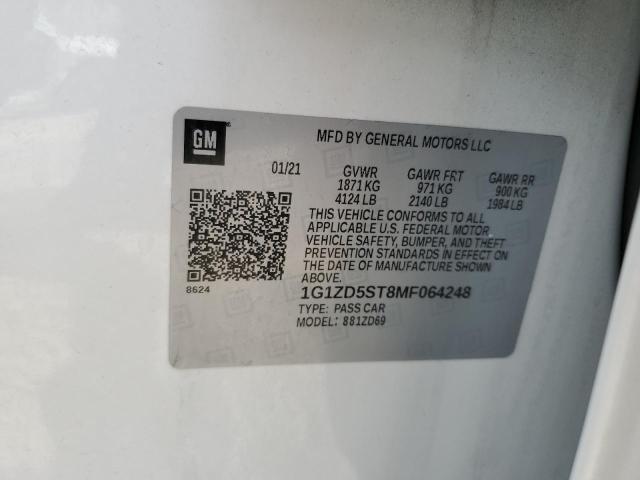 GM
MFD BY GENERAL MOTORS LLC
01/21 GVWR GAWR FRT GAWR RR
1871 KG 971 KG 900 KG
4124 LB 2140 LB 1984 LB
THIS VEHICLE CONFORMS TO ALL
APPLICABLE U.S. FEDERAL MOTOR
VEHICLE SAFETY, BUMPER, AND THEFT
PREVENTION STANDARDS IN EFFECT ON
THE DATE OF MANUFACTURE SHOWN
ABOVE.
8624
1G1ZD5ST8MF064248
TYPE: PASS CAR
MODEL: 881ZD69